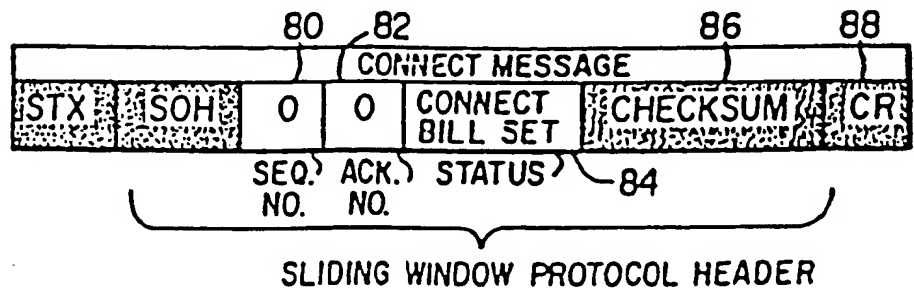 80 82 86 88
CONNECT MESSAGE
STX SOH 0 0 CONNECT BILL SET CHECKSUM CR
SEQ. NO. ACK. NO. STATUS 84
SLIDING WINDOW PROTOCOL HEADER